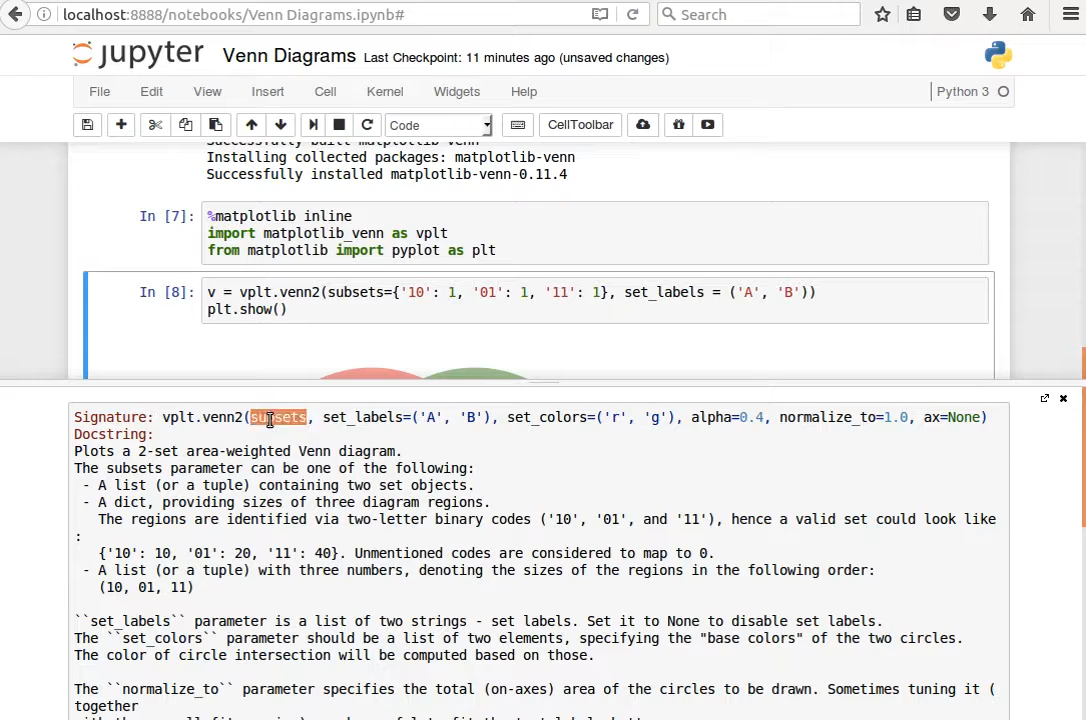 localhost:8888/notebooks/Venn Diagrams.ipynb#
Search
jupyter Venn Diagrams Last Checkpoint: 11 minutes ago (unsaved changes)
File Edit View Insert Cell Kernel Widgets Help Python 3
Code CellToolbar
Successfully built matplotlib-venn
Installing collected packages: matplotlib-venn
Successfully installed matplotlib-venn-0.11.4
In [7]: %matplotlib inline
import matplotlib_venn as vplt
from matplotlib import pyplot as plt
In [8]: v = vplt.venn2(subsets={'10': 1, '01': 1, '11': 1}, set_labels = ('A', 'B'))
plt.show()
Signature: vplt.venn2(subsets, set_labels=('A', 'B'), set_colors=('r', 'g'), alpha=0.4, normalize_to=1.0, ax=None)
Docstring:
Plots a 2-set area-weighted Venn diagram.
The subsets parameter can be one of the following:
- A list (or a tuple) containing two set objects.
- A dict, providing sizes of three diagram regions.
The regions are identified via two-letter binary codes ('10', '01', and '11'), hence a valid set could look like
:
{'10': 10, '01': 20, '11': 40}. Unmentioned codes are considered to map to 0.
- A list (or a tuple) with three numbers, denoting the sizes of the regions in the following order:
(10, 01, 11)
``set_labels`` parameter is a list of two strings - set labels. Set it to None to disable set labels.
The ``set_colors`` parameter should be a list of two elements, specifying the "base colors" of the two circles.
The color of circle intersection will be computed based on those.
The ``normalize_to`` parameter specifies the total (on-axes) area of the circles to be drawn. Sometimes tuning it (
together